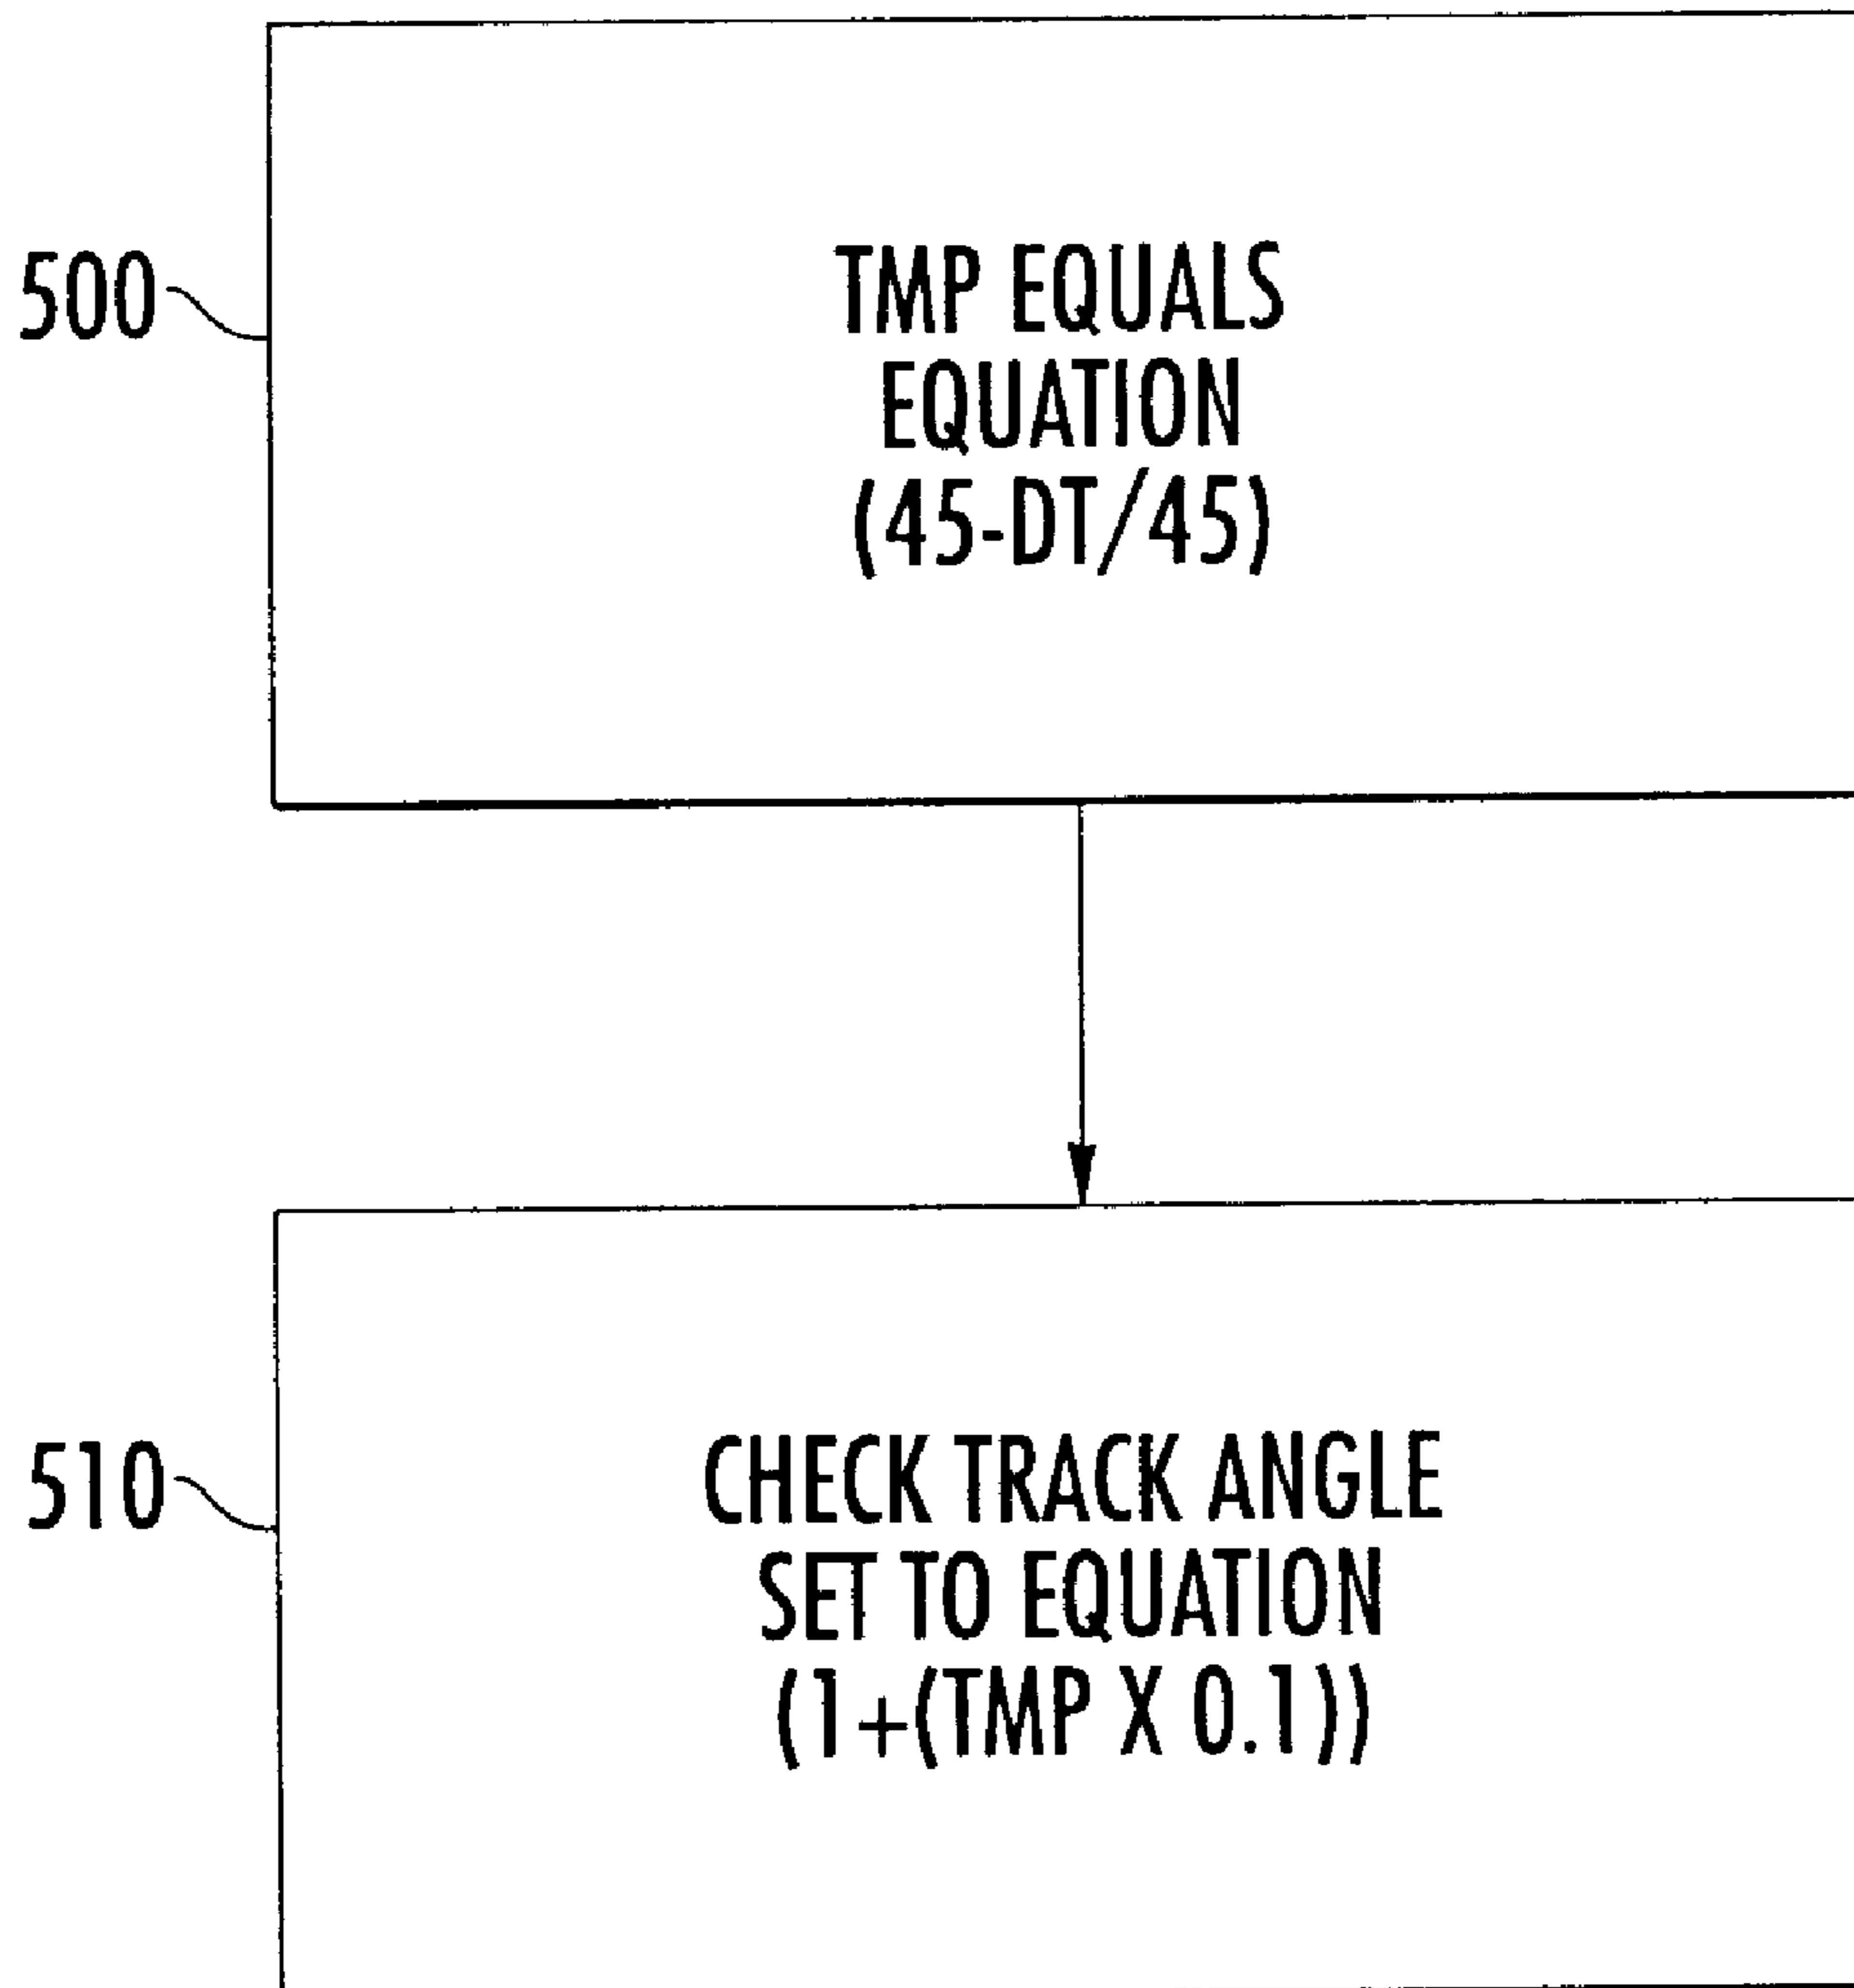 500
TMP EQUALS
EQUATION
(45-DT/45)
510
CHECK TRACK ANGLE
SET TO EQUATION
(1+(TMP X 0.1))